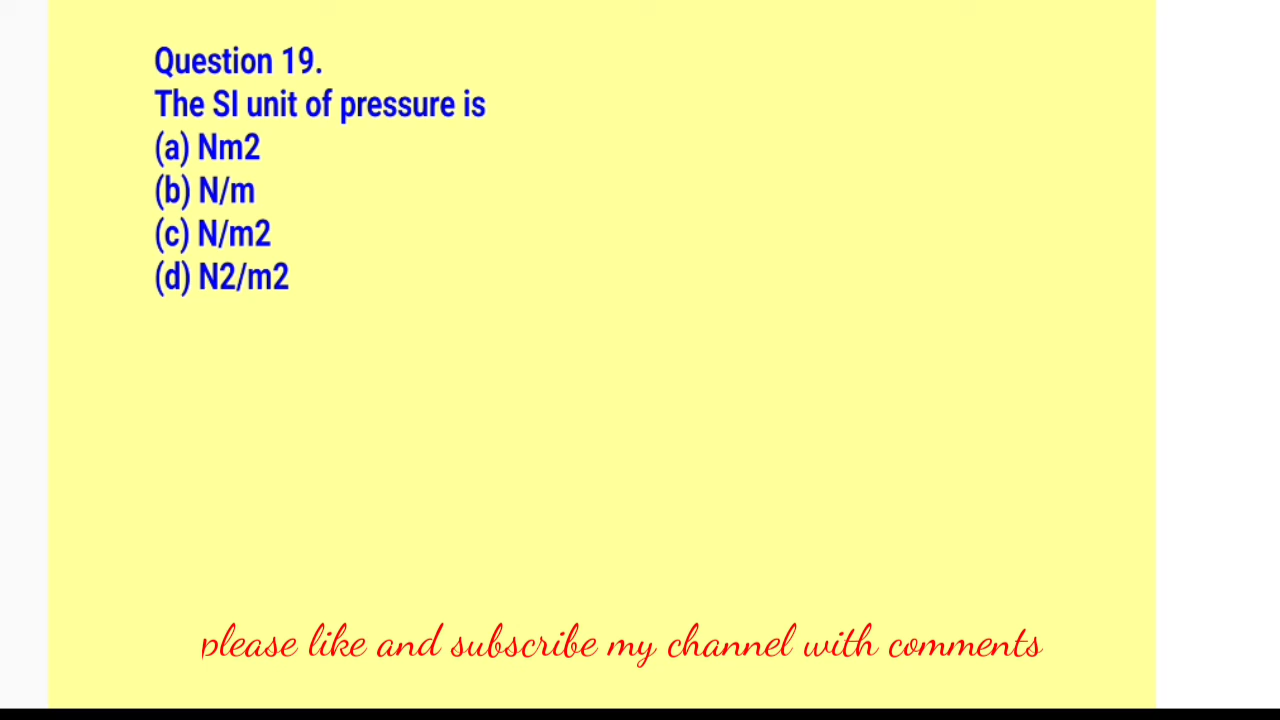 Question 19.
The SI unit of pressure is
(a) Nm2
(b) N/m
(c) N/m2
(d) N2/m2
please like and subscribe my channel with comments